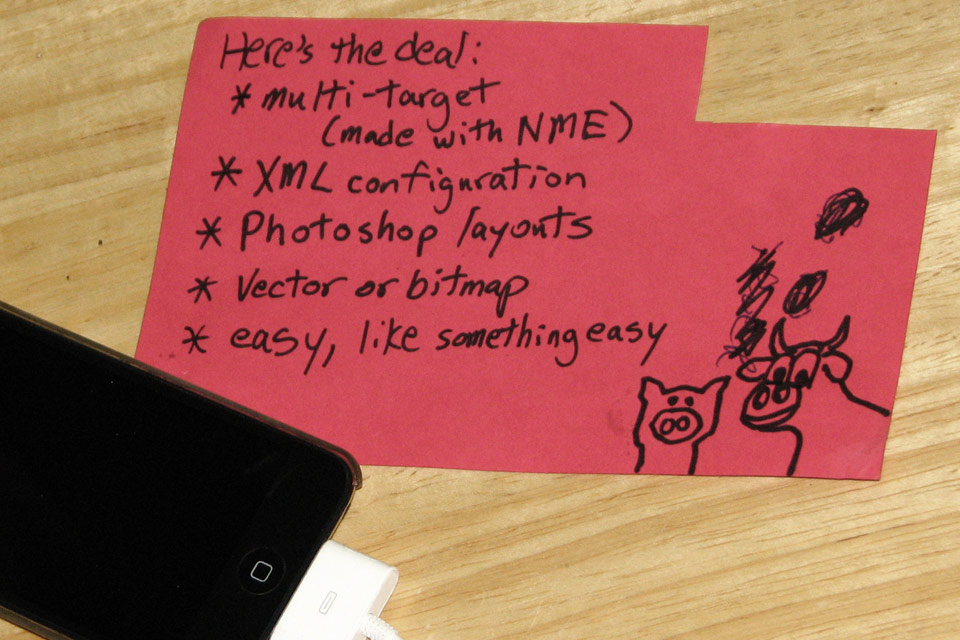 Here's the deal:
* multi-target
(made with NME)
* XML configuration
* Photoshop layouts
* Vector or bitmap
* easy, like something easy